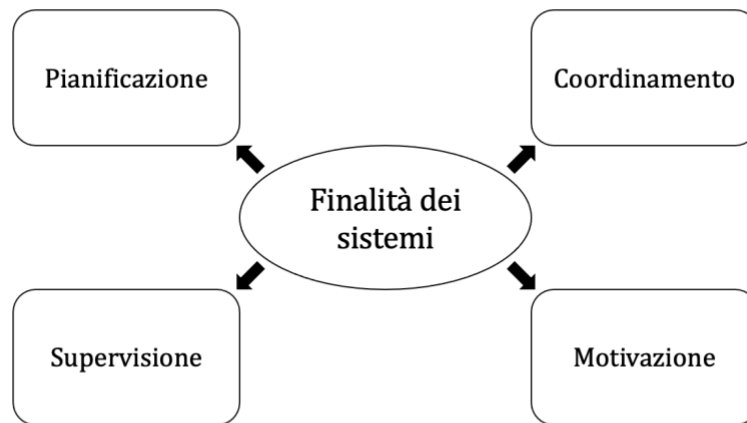 Pianificazione
Coordinamento
Finalità dei
sistemi
Supervisione
Motivazione